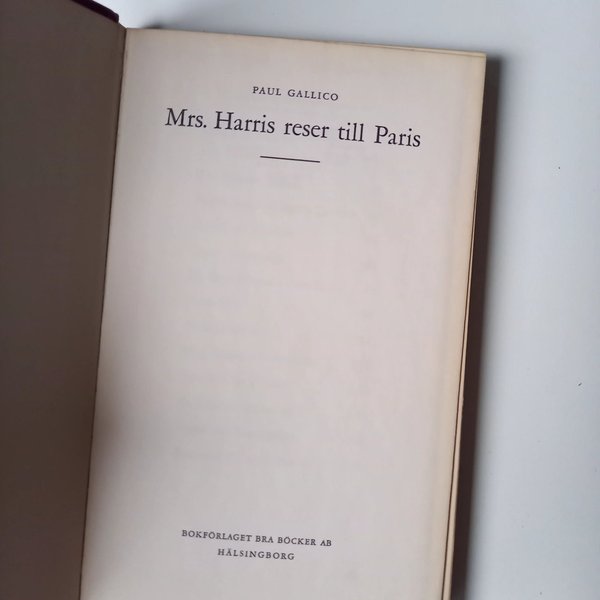 PAUL GALLICO
Mrs. Harris reser till Paris
BOKFÖRLAGET BRA BÖCKER AB
HÄLSINGBORG